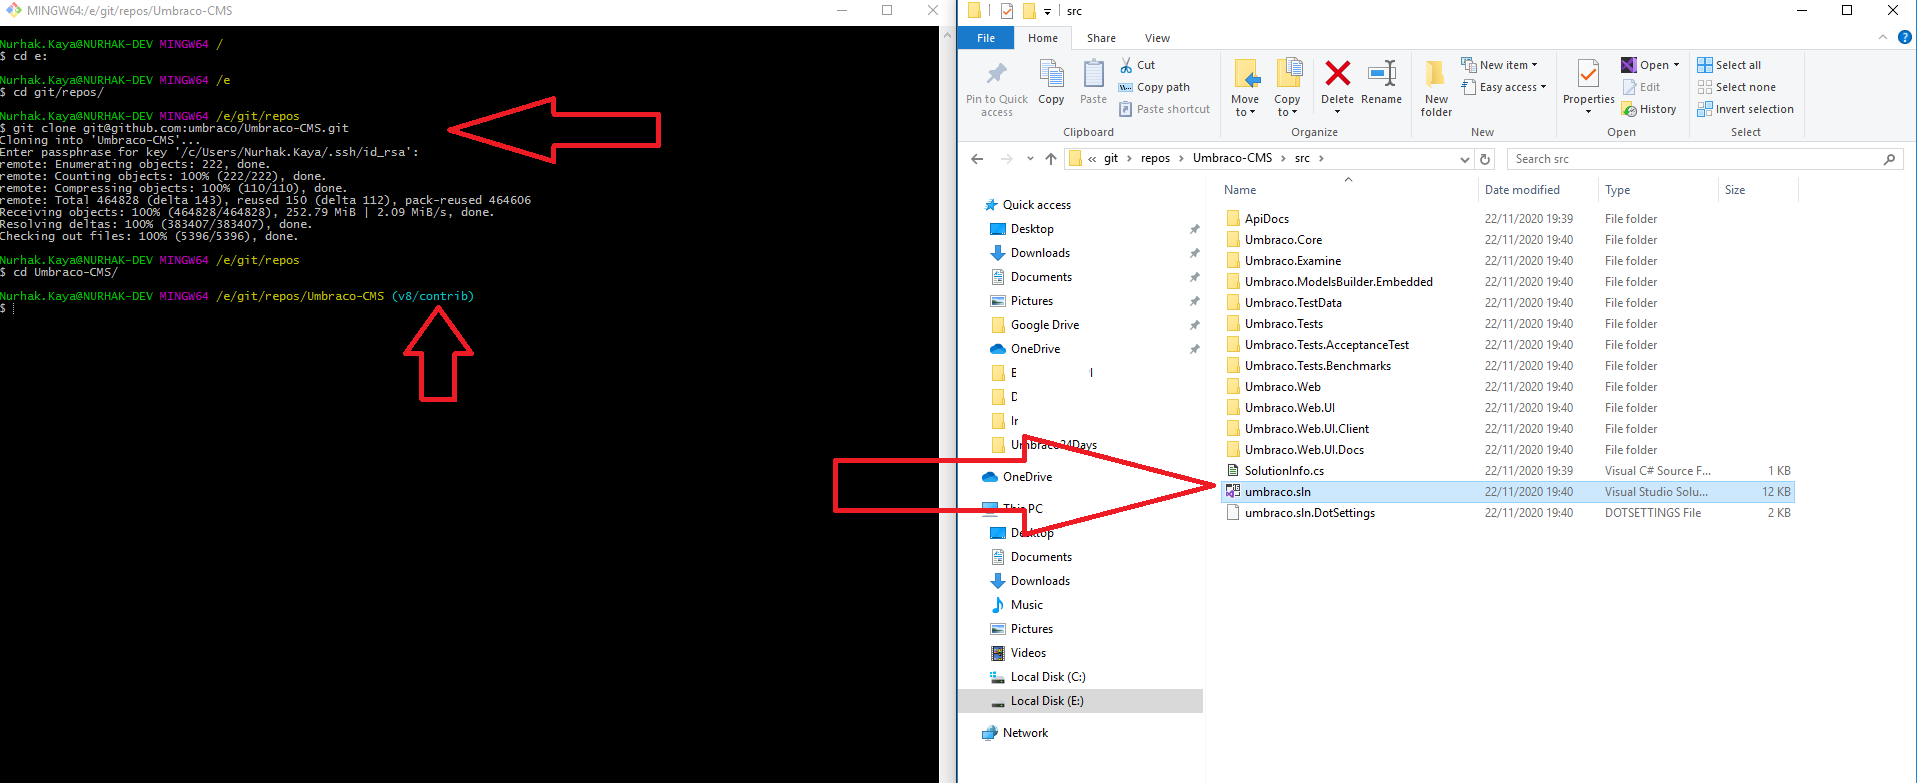 MINGW64:/e/git/repos/Umbraco-CMS
Nurhak.Kaya@NURHAK-DEV MINGW64 /
$ cd e:
Nurhak.Kaya@NURHAK-DEV MINGW64 /e
$ cd git/repos/
Nurhak.Kaya@NURHAK-DEV MINGW64 /e/git/repos
$ git clone git@github.com:umbraco/Umbraco-CMS.git
Cloning into 'Umbraco-CMS'...
Enter passphrase for key '/c/Users/Nurhak.Kaya/.ssh/id_rsa':
remote: Enumerating objects: 222, done.
remote: Counting objects: 100% (222/222), done.
remote: Compressing objects: 100% (110/110), done.
remote: Total 464828 (delta 143), reused 150 (delta 112), pack-reused 464606
Receiving objects: 100% (464828/464828), 252.79 MiB | 2.09 MiB/s, done.
Resolving deltas: 100% (383407/383407), done.
Checking out files: 100% (5396/5396), done.
Nurhak.Kaya@NURHAK-DEV MINGW64 /e/git/repos
$ cd Umbraco-CMS/
Nurhak.Kaya@NURHAK-DEV MINGW64 /e/git/repos/Umbraco-CMS (v8/contrib)
$
src
File Home Share View
Pin to Quick access
Copy
Paste
Cut
Copy path
Paste shortcut
Clipboard
Move to
Copy to
Delete
Rename
Organize
New folder
New item
Easy access
New
Properties
Open
Edit
History
Open
Select all
Select none
Invert selection
Select
« git › repos › Umbraco-CMS › src ›
Search src
Quick access
Desktop
Downloads
Documents
Pictures
Google Drive
OneDrive
E
D
Ir
Umbraco24Days
OneDrive
This PC
Desktop
Documents
Downloads
Music
Pictures
Videos
Local Disk (C:)
Local Disk (E:)
Network
Name Date modified Type Size
ApiDocs 22/11/2020 19:39 File folder
Umbraco.Core 22/11/2020 19:40 File folder
Umbraco.Examine 22/11/2020 19:40 File folder
Umbraco.ModelsBuilder.Embedded 22/11/2020 19:40 File folder
Umbraco.TestData 22/11/2020 19:40 File folder
Umbraco.Tests 22/11/2020 19:40 File folder
Umbraco.Tests.AcceptanceTest 22/11/2020 19:40 File folder
Umbraco.Tests.Benchmarks 22/11/2020 19:40 File folder
Umbraco.Web 22/11/2020 19:40 File folder
Umbraco.Web.UI 22/11/2020 19:40 File folder
Umbraco.Web.UI.Client 22/11/2020 19:40 File folder
Umbraco.Web.UI.Docs 22/11/2020 19:40 File folder
SolutionInfo.cs 22/11/2020 19:39 Visual C# Source F... 1 KB
umbraco.sln 22/11/2020 19:40 Visual Studio Solu... 12 KB
umbraco.sln.DotSettings 22/11/2020 19:40 DOTSETTINGS File 2 KB